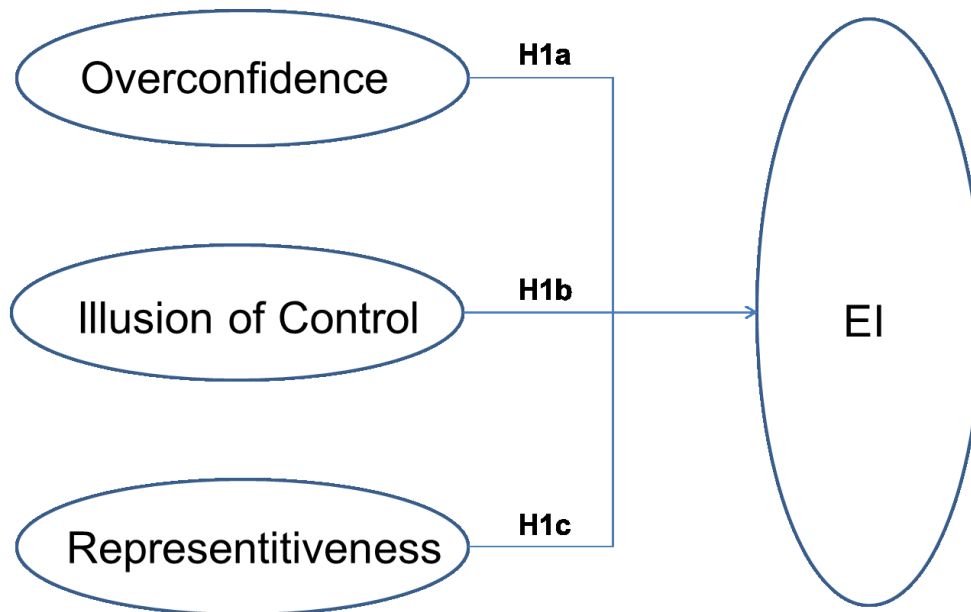 Overconfidence
H1a
Illusion of Control
H1b
EI
Representitiveness
H1c